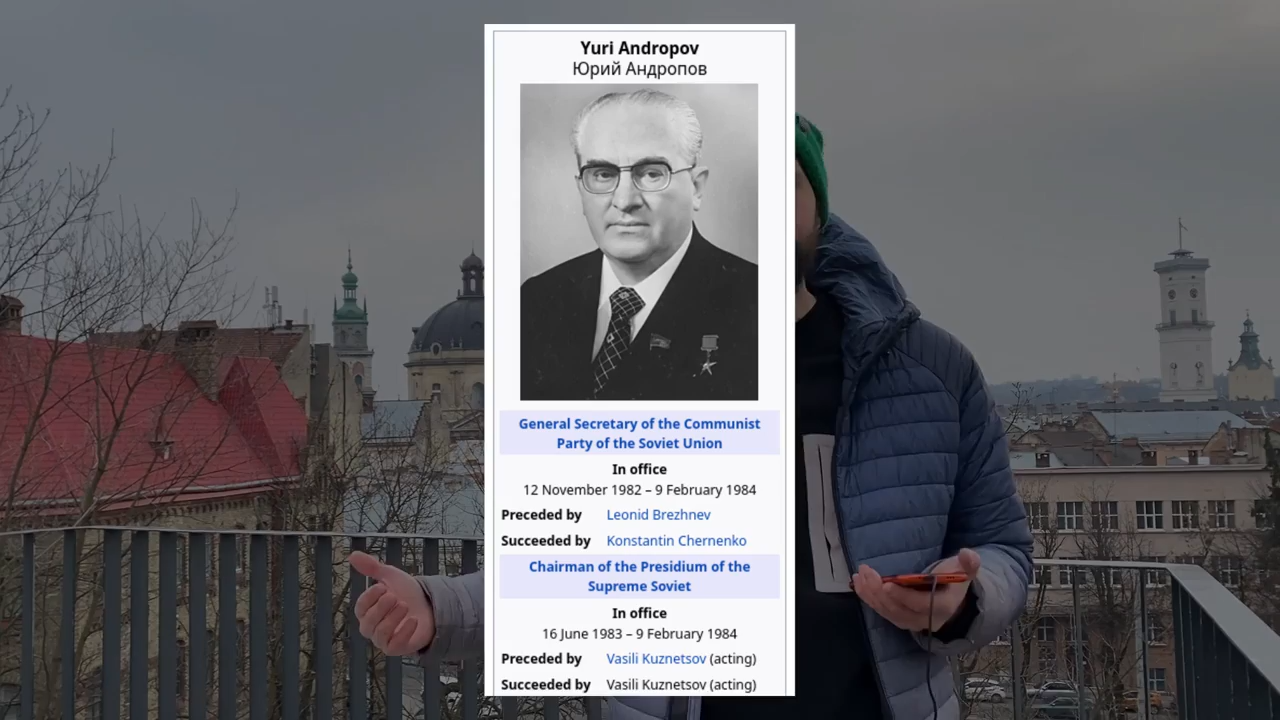 Yuri Andropov
Юрий Андропов
General Secretary of the Communist
Party of the Soviet Union
In office
12 November 1982 – 9 February 1984
Preceded by Leonid Brezhnev
Succeeded by Konstantin Chernenko
Chairman of the Presidium of the
Supreme Soviet
In office
16 June 1983 – 9 February 1984
Preceded by Vasili Kuznetsov (acting)
Succeeded by Vasili Kuznetsov (acting)